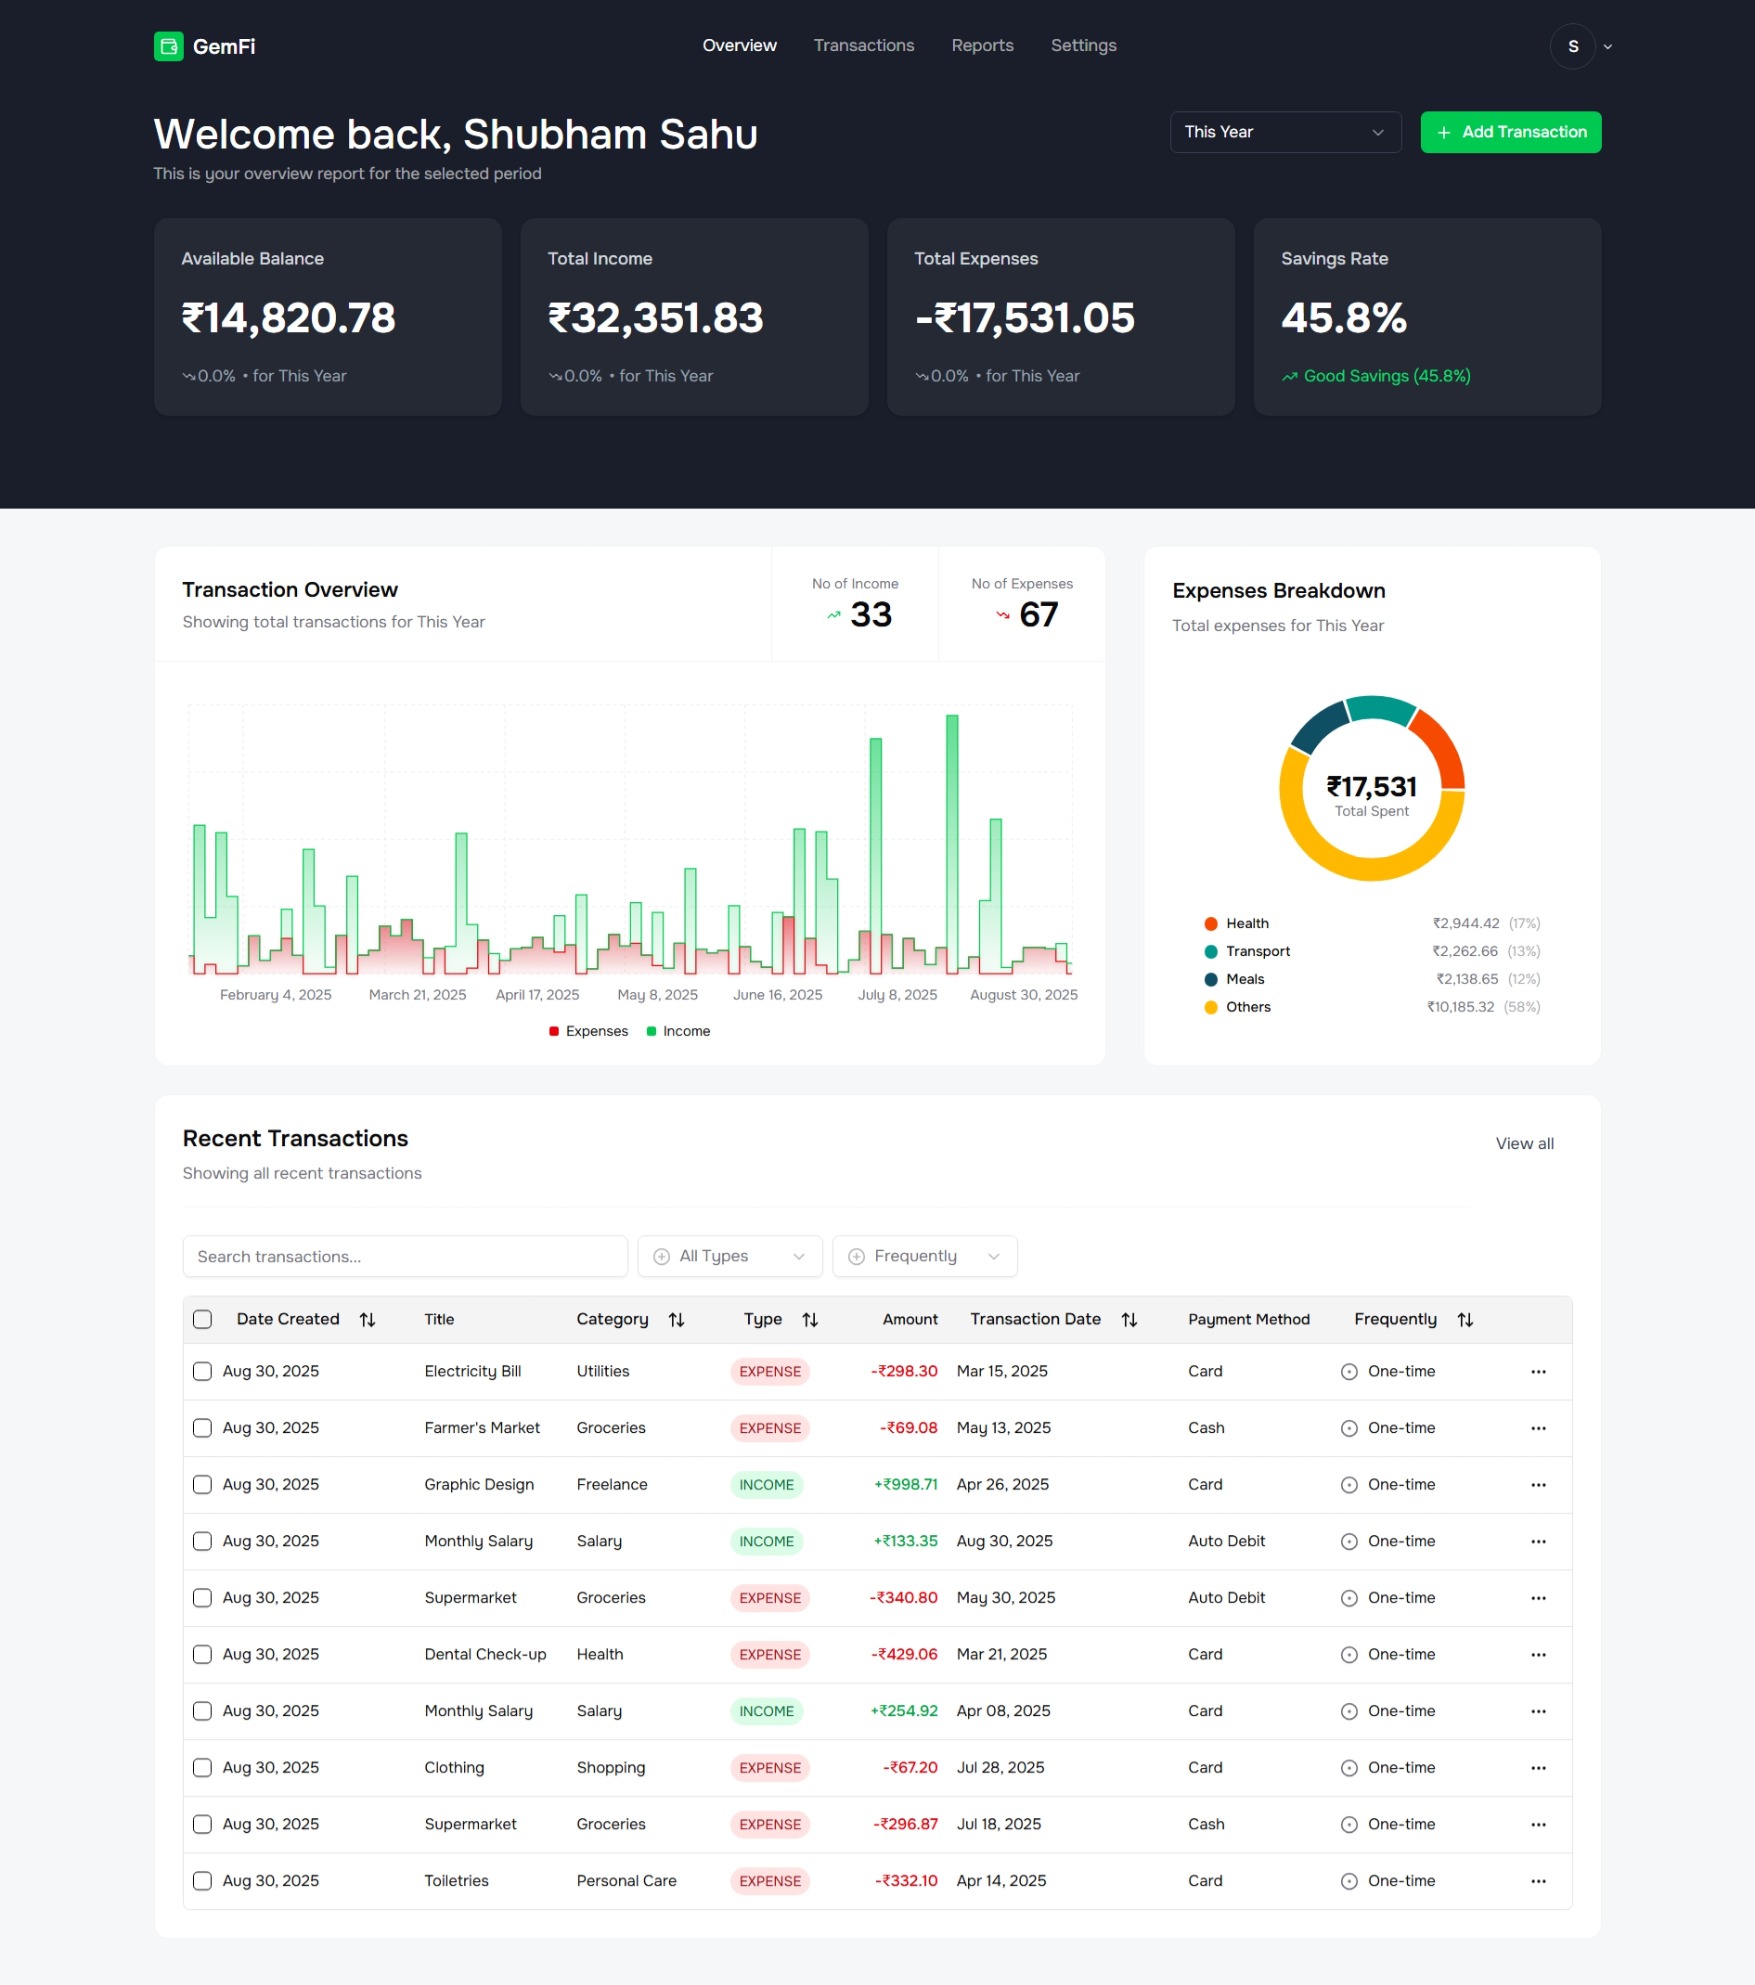 GemFi
Overview Transactions Reports Settings
S
Welcome back, Shubham Sahu
This is your overview report for the selected period
This Year
+ Add Transaction
Available Balance
₹14,820.78
0.0% • for This Year
Total Income
₹32,351.83
0.0% • for This Year
Total Expenses
-₹17,531.05
0.0% • for This Year
Savings Rate
45.8%
Good Savings (45.8%)
Transaction Overview
Showing total transactions for This Year
No of Income
33
No of Expenses
67
February 4, 2025 March 21, 2025 April 17, 2025 May 8, 2025 June 16, 2025 July 8, 2025 August 30, 2025
Expenses Income
Expenses Breakdown
Total expenses for This Year
₹17,531
Total Spent
Health ₹2,944.42 (17%)
Transport ₹2,262.66 (13%)
Meals ₹2,138.65 (12%)
Others ₹10,185.32 (58%)
Recent Transactions
Showing all recent transactions
View all
Search transactions...
All Types
Frequently
Date Created Title Category Type Amount Transaction Date Payment Method Frequently
Aug 30, 2025 Electricity Bill Utilities EXPENSE -₹298.30 Mar 15, 2025 Card One-time
Aug 30, 2025 Farmer's Market Groceries EXPENSE -₹69.08 May 13, 2025 Cash One-time
Aug 30, 2025 Graphic Design Freelance INCOME +₹998.71 Apr 26, 2025 Card One-time
Aug 30, 2025 Monthly Salary Salary INCOME +₹133.35 Aug 30, 2025 Auto Debit One-time
Aug 30, 2025 Supermarket Groceries EXPENSE -₹340.80 May 30, 2025 Auto Debit One-time
Aug 30, 2025 Dental Check-up Health EXPENSE -₹429.06 Mar 21, 2025 Card One-time
Aug 30, 2025 Monthly Salary Salary INCOME +₹254.92 Apr 08, 2025 Card One-time
Aug 30, 2025 Clothing Shopping EXPENSE -₹67.20 Jul 28, 2025 Card One-time
Aug 30, 2025 Supermarket Groceries EXPENSE -₹296.87 Jul 18, 2025 Cash One-time
Aug 30, 2025 Toiletries Personal Care EXPENSE -₹332.10 Apr 14, 2025 Card One-time